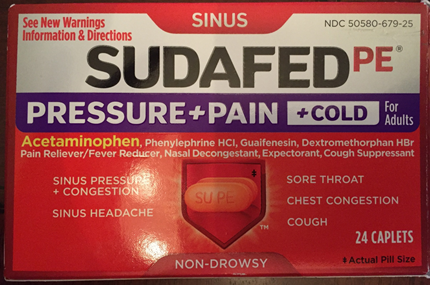 SINUS
See New Warnings
Information & Directions
NDC 50580-679-25
SUDAFED PE®
PRESSURE+PAIN +COLD For Adults
Acetaminophen, Phenylephrine HCl, Guaifenesin, Dextromethorphan HBr
Pain Reliever/Fever Reducer, Nasal Decongestant, Expectorant, Cough Suppressant
SINUS PRESSURE
+ CONGESTION
SINUS HEADACHE
SU PE
‡
TM
SORE THROAT
CHEST CONGESTION
COUGH
24 CAPLETS
NON-DROWSY
‡Actual Pill Size